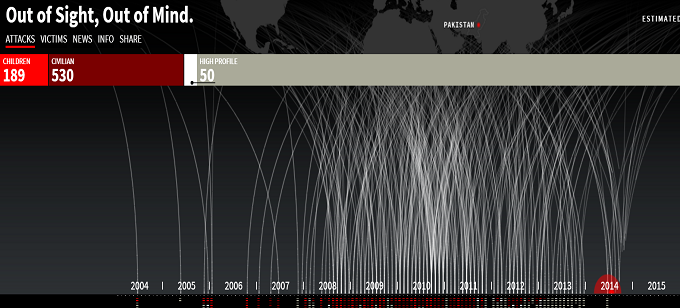 Out of Sight, Out of Mind.
PAKISTAN
ESTIMATED
ATTACKS VICTIMS NEWS INFO SHARE
CHILDREN CIVILIAN HIGH PROFILE
189 530 50
2004 2005 2006 2007 2008 2009 2010 2011 2012 2013 2014 2015